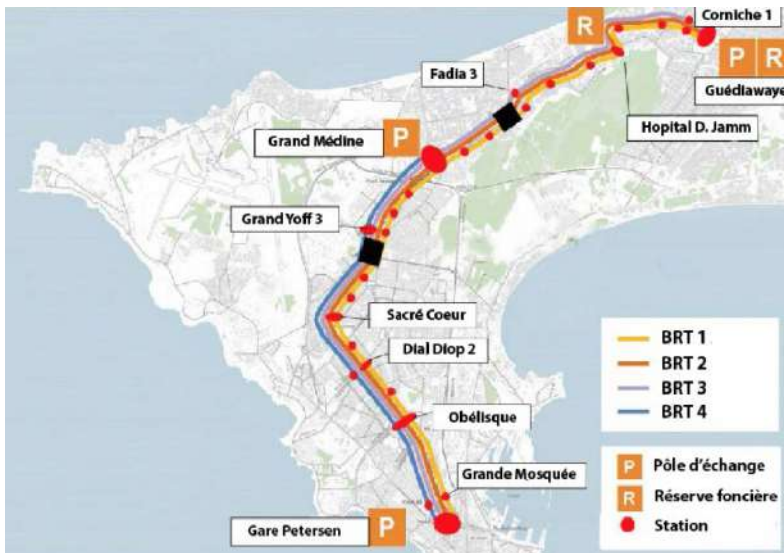 Corniche 1
R
P R
Guédiawaye
Fadia 3
Hopital D. Jamm
Grand Médine
P
Grand Yoff 3
Sacré Coeur
Dial Diop 2
Obélisque
Grande Mosquée
Gare Petersen
P
BRT 1
BRT 2
BRT 3
BRT 4
P Pôle d'échange
R Réserve foncière
Station